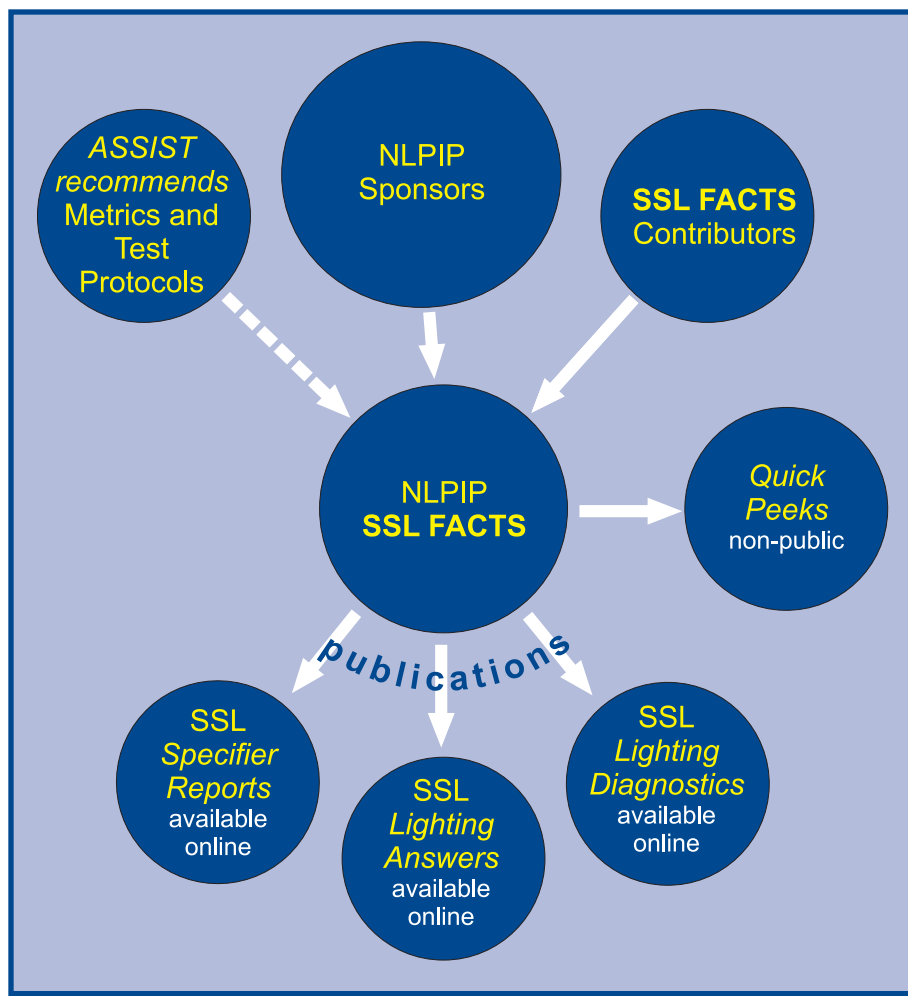 ASSIST
recommends
Metrics and
Test
Protocols
NLPIP
Sponsors
SSL FACTS
Contributors
NLPIP
SSL FACTS
Quick
Peeks
non-public
publications
SSL
Specifier
Reports
available
online
SSL
Lighting
Answers
available
online
SSL
Lighting
Diagnostics
available
online